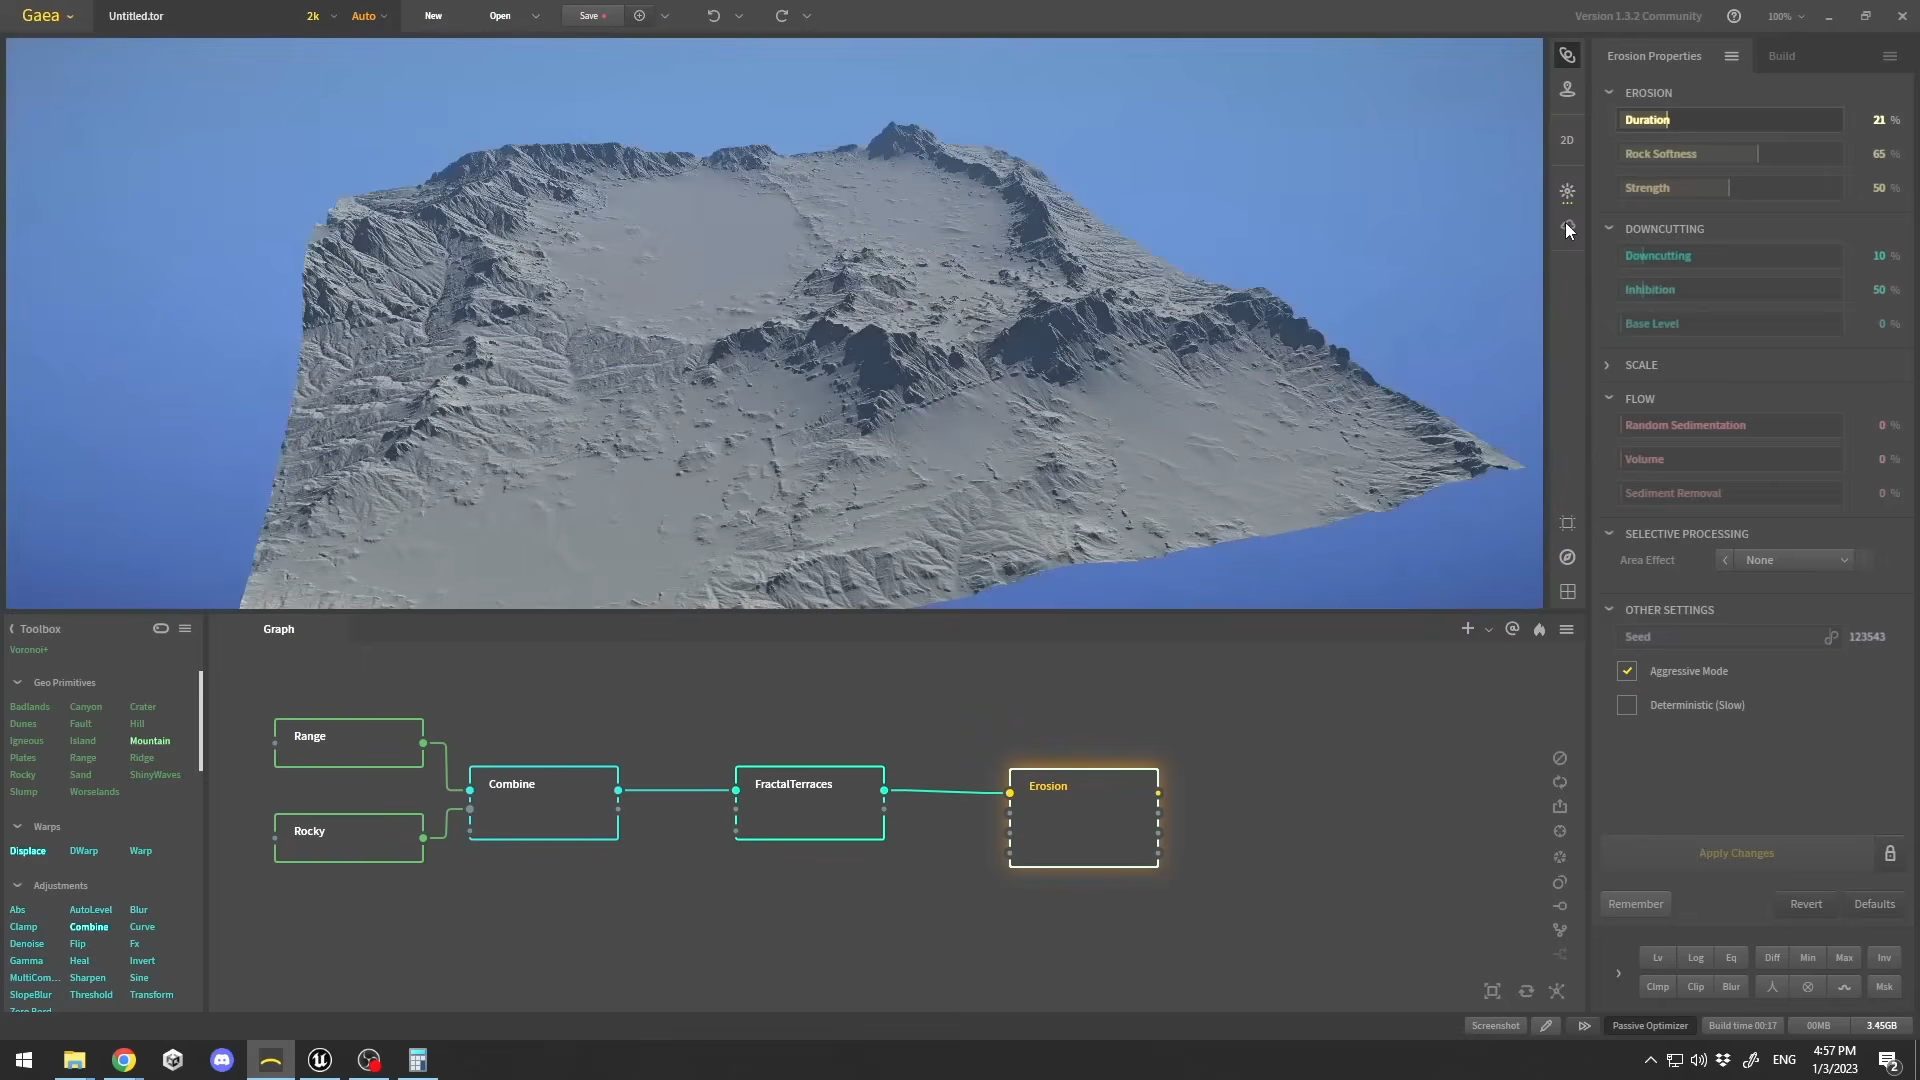 Gaea
Untitled.tor
2k
Auto
New
Open
Save
Version 1.3.2 Community
100%
Erosion Properties
Build
EROSION
Duration 21 %
Rock Softness 65 %
Strength 50 %
DOWNCUTTING
Downcutting 10 %
Inhibition 50 %
Base Level 0 %
SCALE
FLOW
Random Sedimentation 0 %
Volume 0 %
Sediment Removal 0 %
SELECTIVE PROCESSING
Area Effect None
OTHER SETTINGS
Seed 123543
Aggressive Mode
Deterministic (Slow)
Apply Changes
Remember Revert Defaults
Lv Log Eq Diff Min Max Inv
Clmp Clip Blur Msk
2D
Toolbox
Voronoi+
Geo Primitives
Badlands Canyon Crater
Dunes Fault Hill
Igneous Island Mountain
Plates Range Ridge
Rocky Sand ShinyWaves
Slump Worselands
Warps
Displace DWarp Warp
Adjustments
Abs AutoLevel Blur
Clamp Combine Curve
Denoise Flip Fx
Gamma Heal Invert
MultiCom... Sharpen Sine
SlopeBlur Threshold Transform
Zero Bord
Graph
Range
Rocky
Combine
FractalTerraces
Erosion
Screenshot
Passive Optimizer
Build time 00:17
00MB
3.45GB
ENG
4:57 PM
1/3/2023
2